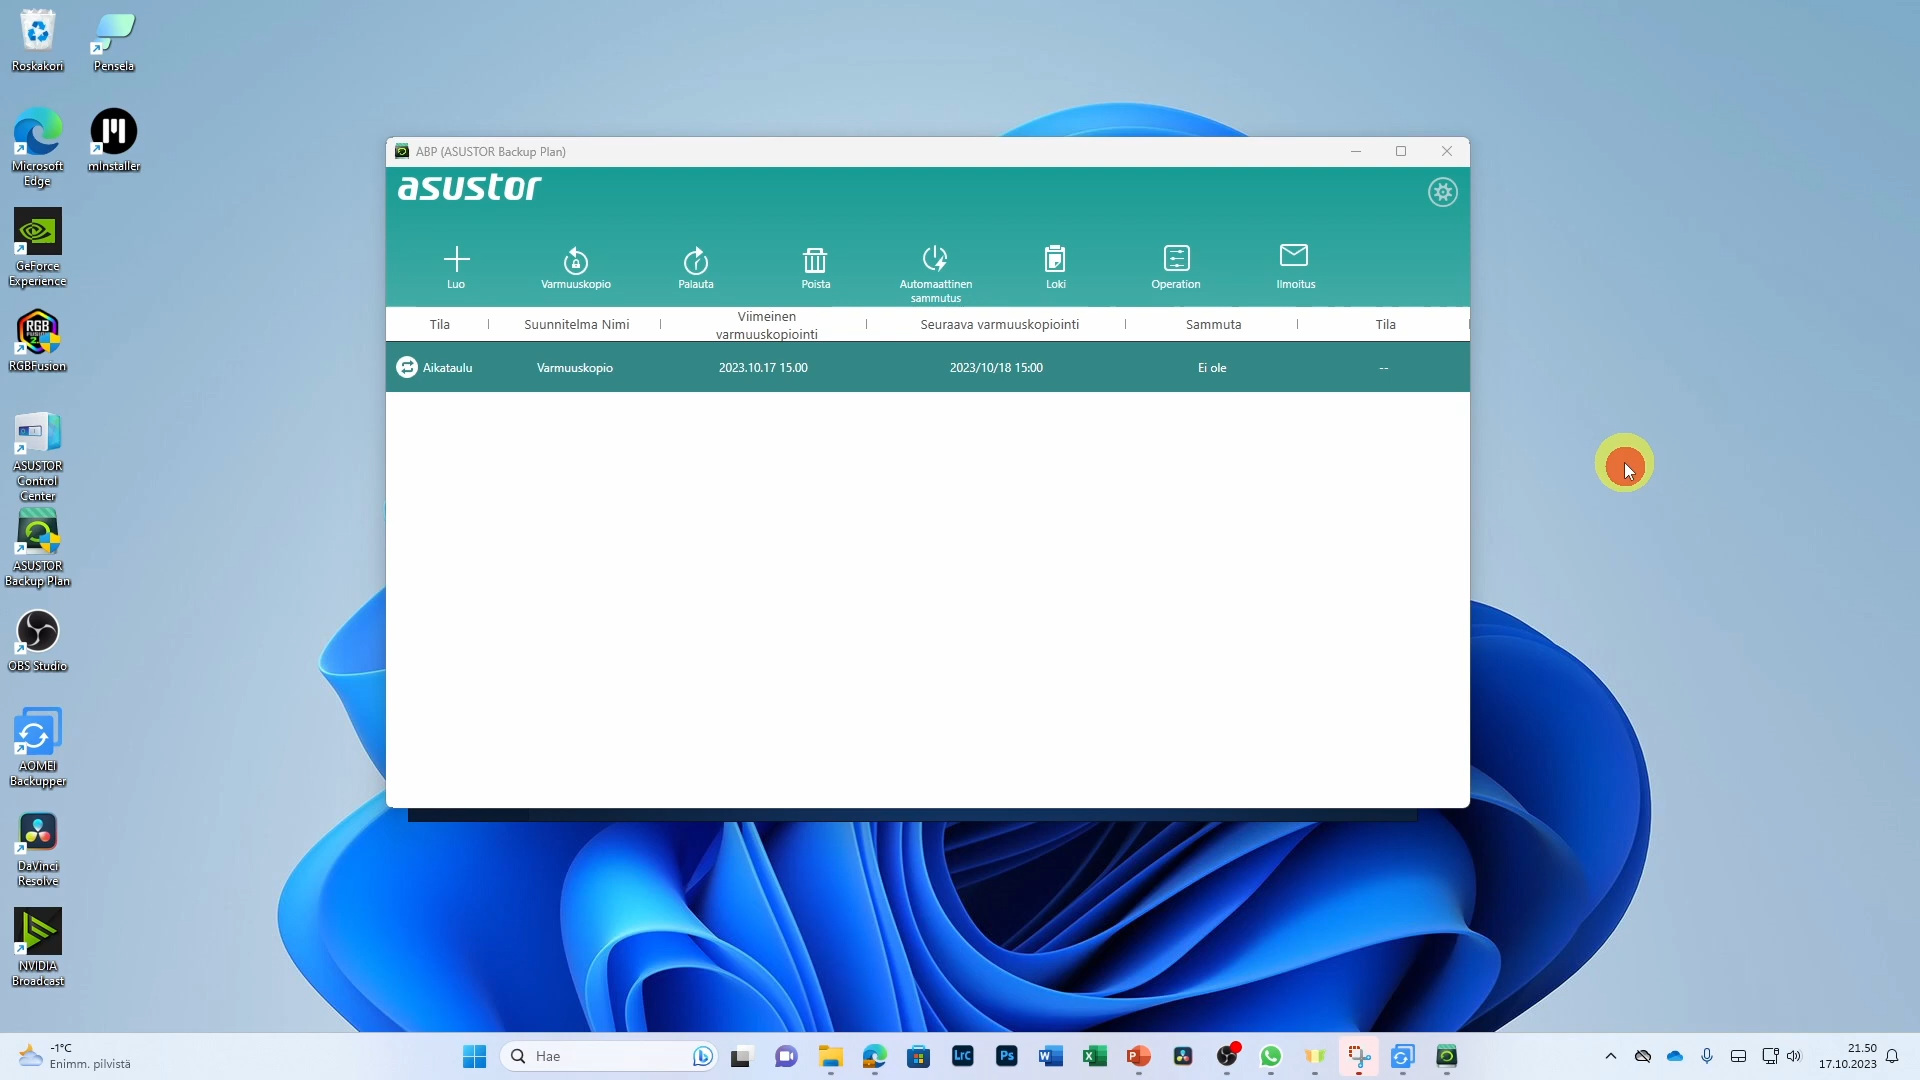 Roskakori
Pensela
Microsoft
Edge
mInstaller
GeForce
Experience
RGB
RGBFusion
ASUSTOR
Control
Center
ASUSTOR
Backup Plan
OBS Studio
AOMEI
Backupper
DaVinci
Resolve
NVIDIA
Broadcast
ABP (ASUSTOR Backup Plan)
asustor
Luo
Varmuuskopio
Palauta
Poista
Automaattinen
sammutus
Loki
Operation
Ilmoitus
Tila
Suunnitelma Nimi
Viimeinen
varmuuskopiointi
Seuraava varmuuskopiointi
Sammuta
Tila
Aikataulu
Varmuuskopio
2023.10.17 15.00
2023/10/18 15:00
Ei ole
--
-1°C
Enimm. pilvistä
Hae
Lrc
Ps
W
X
P
21.50
17.10.2023